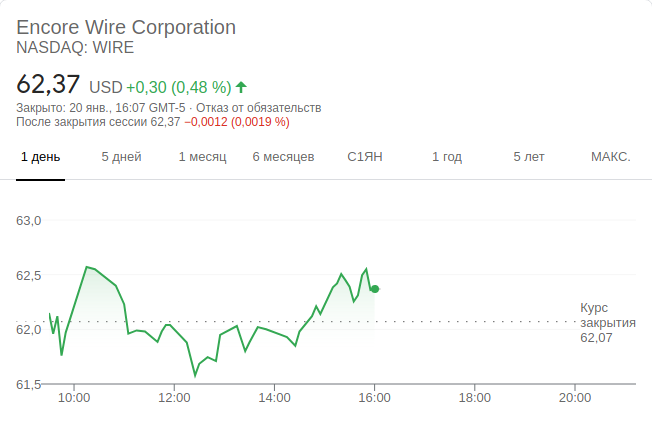 Encore Wire Corporation
NASDAQ: WIRE
62,37 USD +0,30 (0,48 %)
Закрыто: 20 янв., 16:07 GMT-5 · Отказ от обязательств
После закрытия сессии 62,37 −0,0012 (0,0019 %)
1 день 5 дней 1 месяц 6 месяцев С1ЯН 1 год 5 лет МАКС.
63,0
62,5
62,0
61,5
Курс
закрытия
62,07
10:00 12:00 14:00 16:00 18:00 20:00